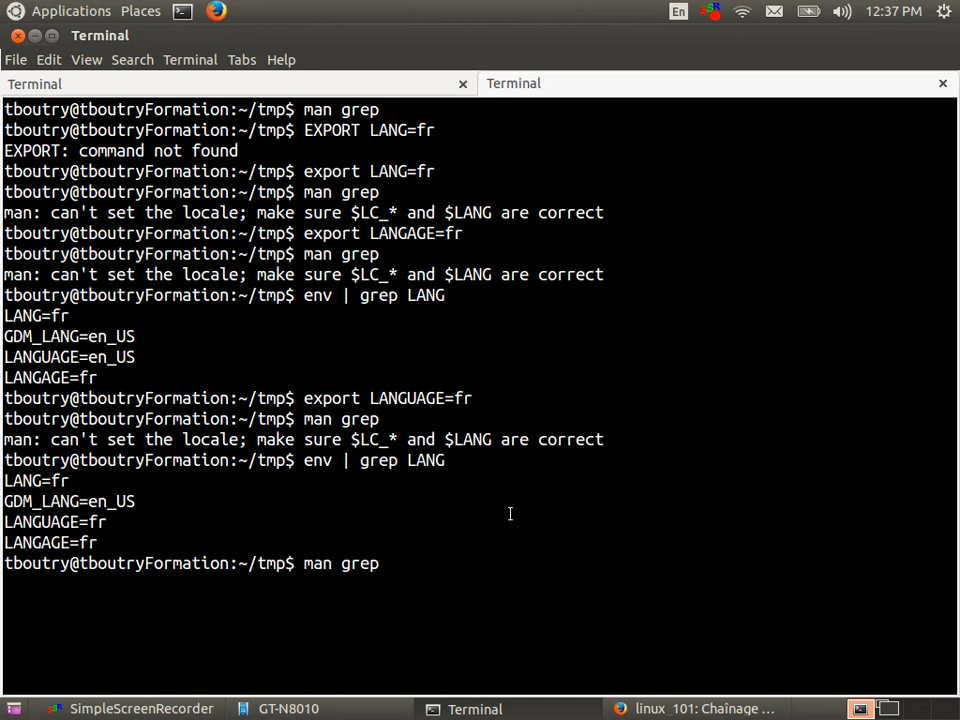 Applications Places En 12:37 PM
Terminal
File Edit View Search Terminal Tabs Help
Terminal × Terminal ×
tboutry@tboutryFormation:~/tmp$ man grep
tboutry@tboutryFormation:~/tmp$ EXPORT LANG=fr
EXPORT: command not found
tboutry@tboutryFormation:~/tmp$ export LANG=fr
tboutry@tboutryFormation:~/tmp$ man grep
man: can't set the locale; make sure $LC_* and $LANG are correct
tboutry@tboutryFormation:~/tmp$ export LANGAGE=fr
tboutry@tboutryFormation:~/tmp$ man grep
man: can't set the locale; make sure $LC_* and $LANG are correct
tboutry@tboutryFormation:~/tmp$ env | grep LANG
LANG=fr
GDM_LANG=en_US
LANGUAGE=en_US
LANGAGE=fr
tboutry@tboutryFormation:~/tmp$ export LANGUAGE=fr
tboutry@tboutryFormation:~/tmp$ man grep
man: can't set the locale; make sure $LC_* and $LANG are correct
tboutry@tboutryFormation:~/tmp$ env | grep LANG
LANG=fr
GDM_LANG=en_US
LANGUAGE=fr
LANGAGE=fr
tboutry@tboutryFormation:~/tmp$ man grep
SimpleScreenRecorder GT-N8010 Terminal linux_101: Chaînage ...